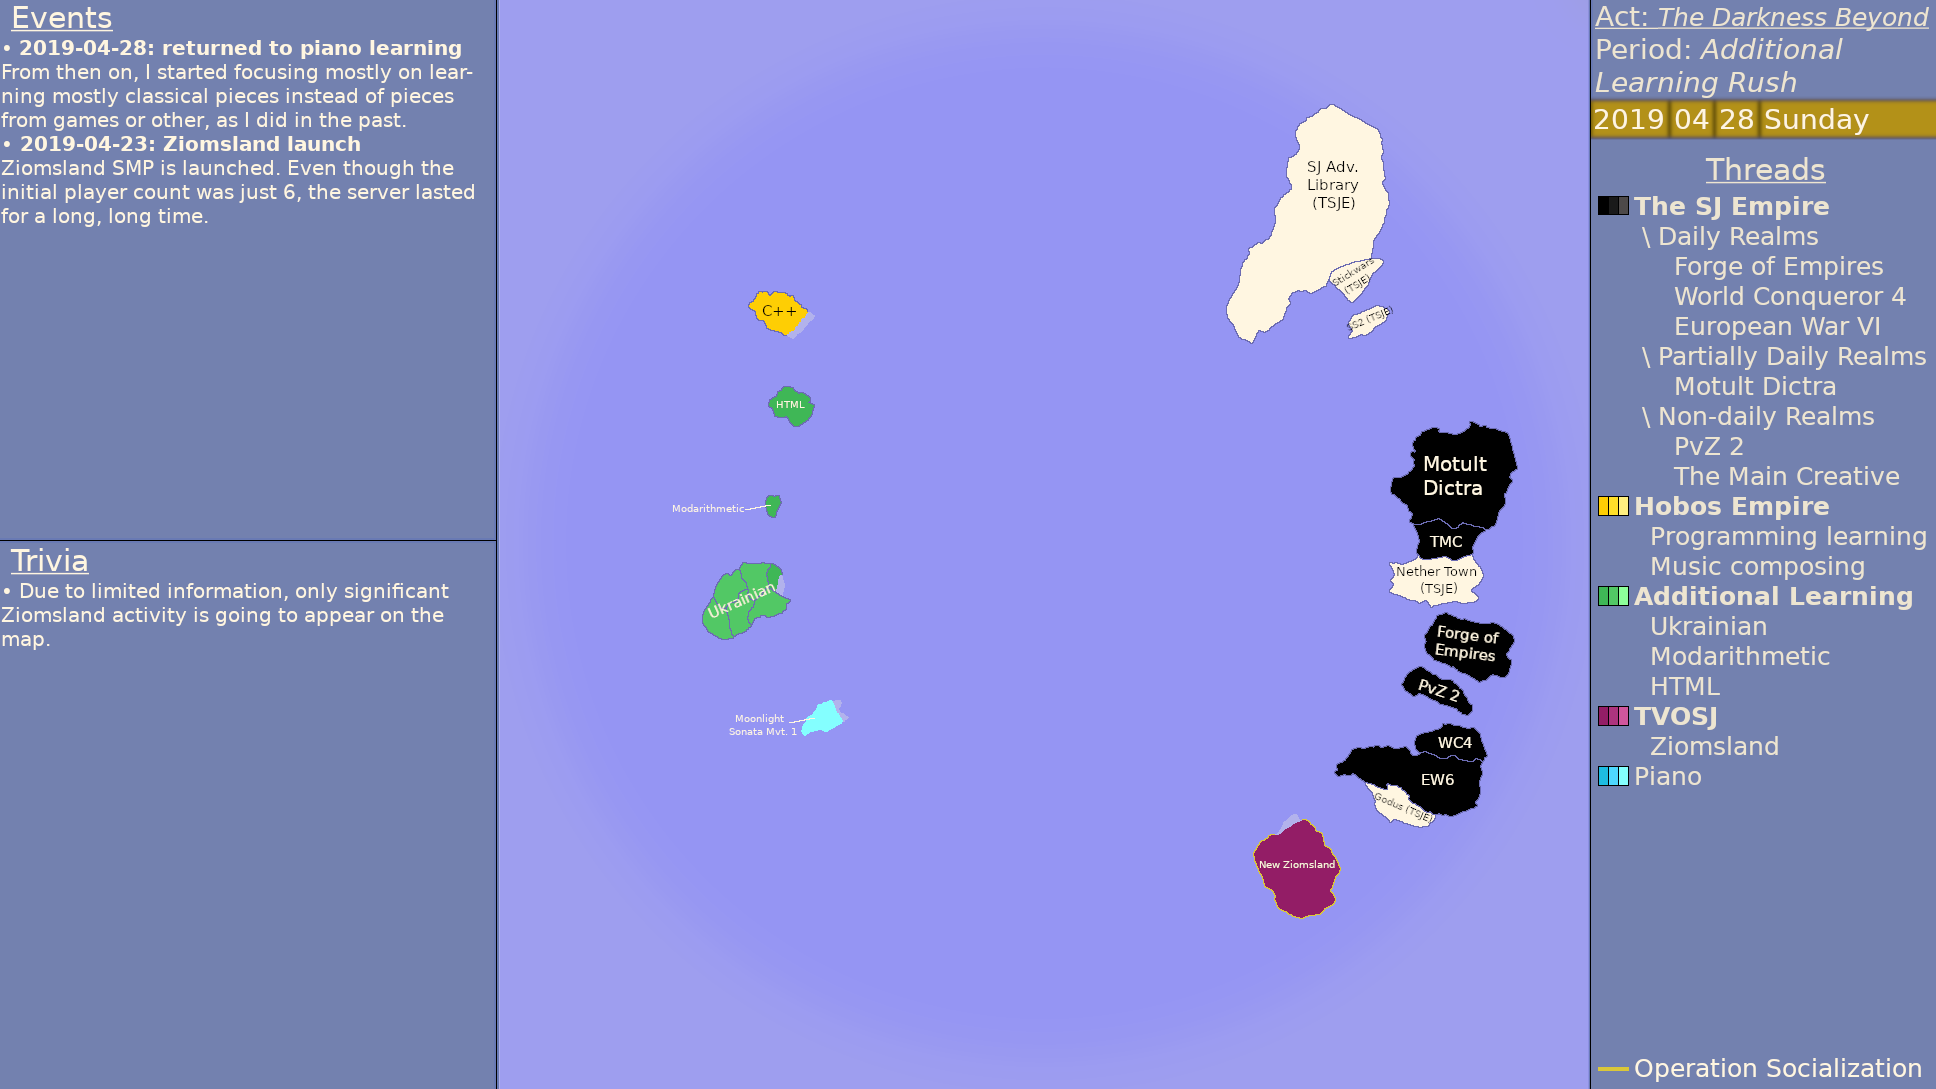 Events
• 2019-04-28: returned to piano learning
From then on, I started focusing mostly on lear-
ning mostly classical pieces instead of pieces
from games or other, as I did in the past.
• 2019-04-23: Ziomsland launch
Ziomsland SMP is launched. Even though the
initial player count was just 6, the server lasted
for a long, long time.
Trivia
• Due to limited information, only significant
Ziomsland activity is going to appear on the
map.
SJ Adv.
Library
(TSJE)
Stickwars
(TSJE)
SS2 (TSJE)
C++
HTML
Modarithmetic
Ukrainian
Moonlight
Sonata Mvt. 1
Motult
Dictra
TMC
Nether Town
(TSJE)
Forge of
Empires
PvZ 2
WC4
EW6
Godus (TSJE)
New Ziomsland
Act: The Darkness Beyond
Period: Additional
Learning Rush
2019 04 28 Sunday
Threads
The SJ Empire
\ Daily Realms
Forge of Empires
World Conqueror 4
European War VI
\ Partially Daily Realms
Motult Dictra
\ Non-daily Realms
PvZ 2
The Main Creative
Hobos Empire
Programming learning
Music composing
Additional Learning
Ukrainian
Modarithmetic
HTML
TVOSJ
Ziomsland
Piano
Operation Socialization